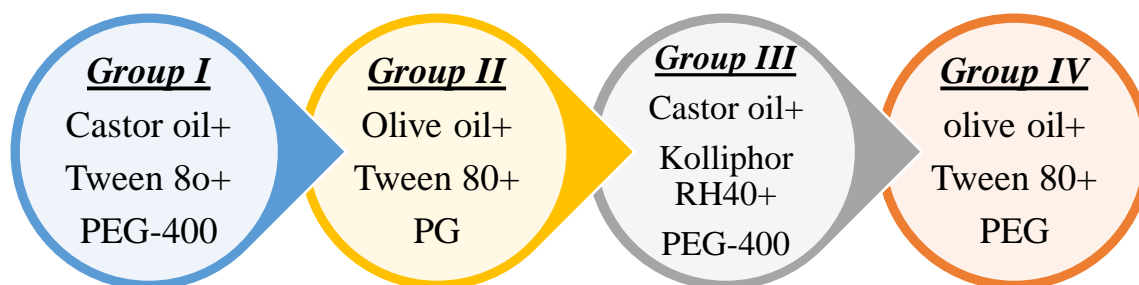 Group I
Castor oil+
Tween 8o+
PEG-400
Group II
Olive oil+
Tween 80+
PG
Group III
Castor oil+
Kolliphor
RH40+
PEG-400
Group IV
olive oil+
Tween 80+
PEG